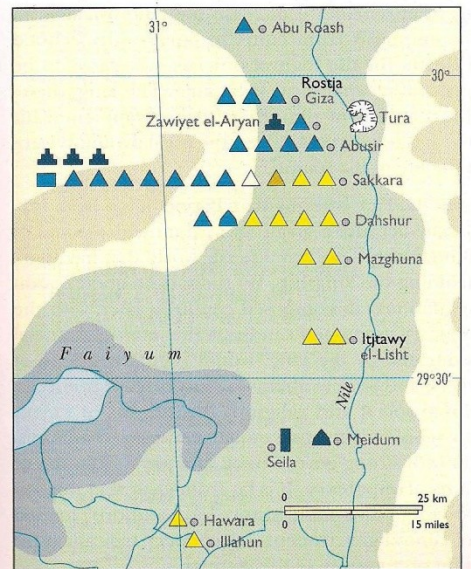 31°
Abu Roash
30°
Rostja
Giza
Zawiyet el-Aryan
Tura
Abusir
Sakkara
Dahshur
Mazghuna
Faiyum
Itjtawy
el-Lisht
29°30'
Nile
Meidum
Seila
0 25 km
0 15 miles
Hawara
Illahun